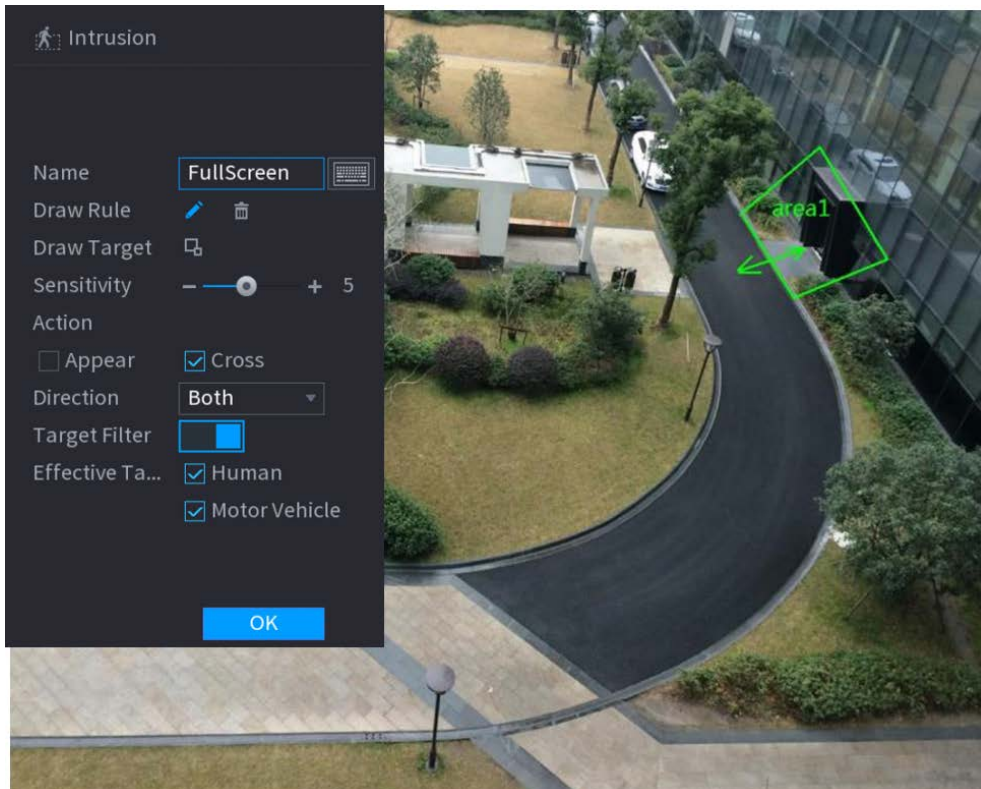 Intrusion
Name FullScreen
Draw Rule
Draw Target
Sensitivity − + 5
Action
Appear Cross
Direction Both
Target Filter
Effective Ta... Human
Motor Vehicle
OK
area1